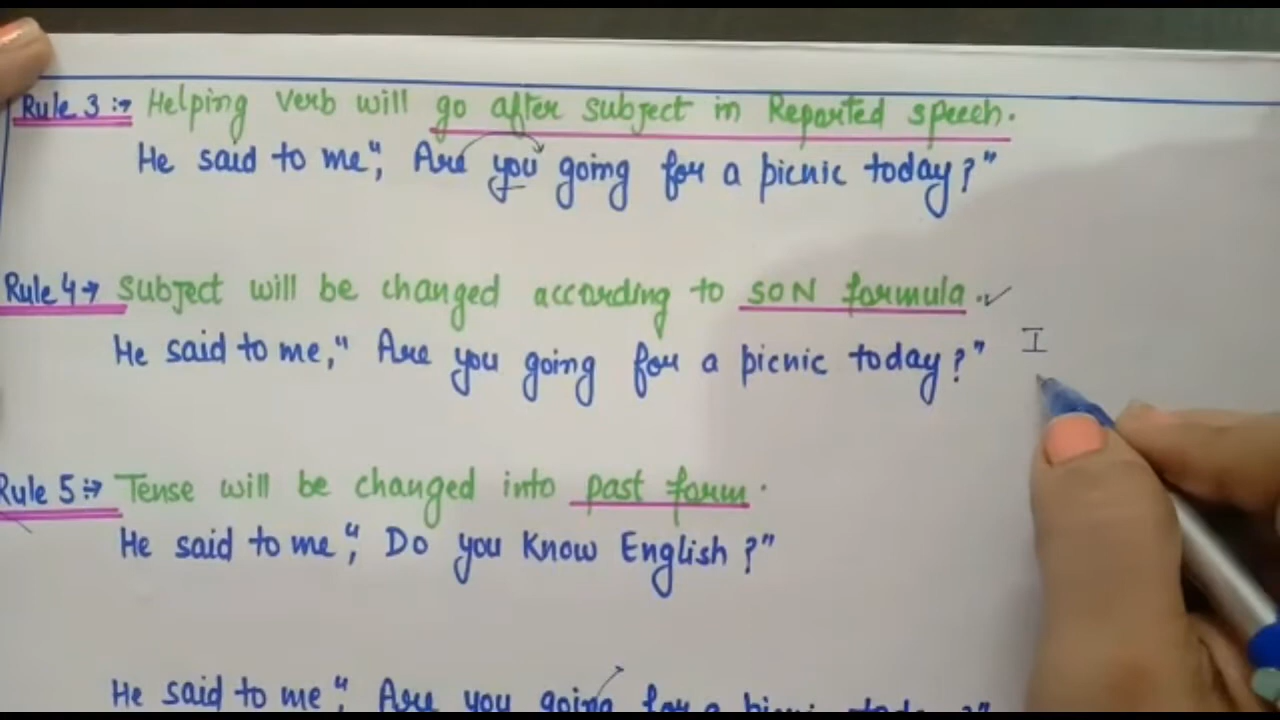 Rule 3 :→ Helping verb will go after subject in Reported speech.
He said to me", Are you going for a picnic today?"
Rule 4 → Subject will be changed according to SON formula.
He said to me," Are you going for a picnic today?" I
Rule 5 :→ Tense will be changed into past form.
He said to me", Do you Know English ?"
He said to me", Are you going for a picnic today ?"